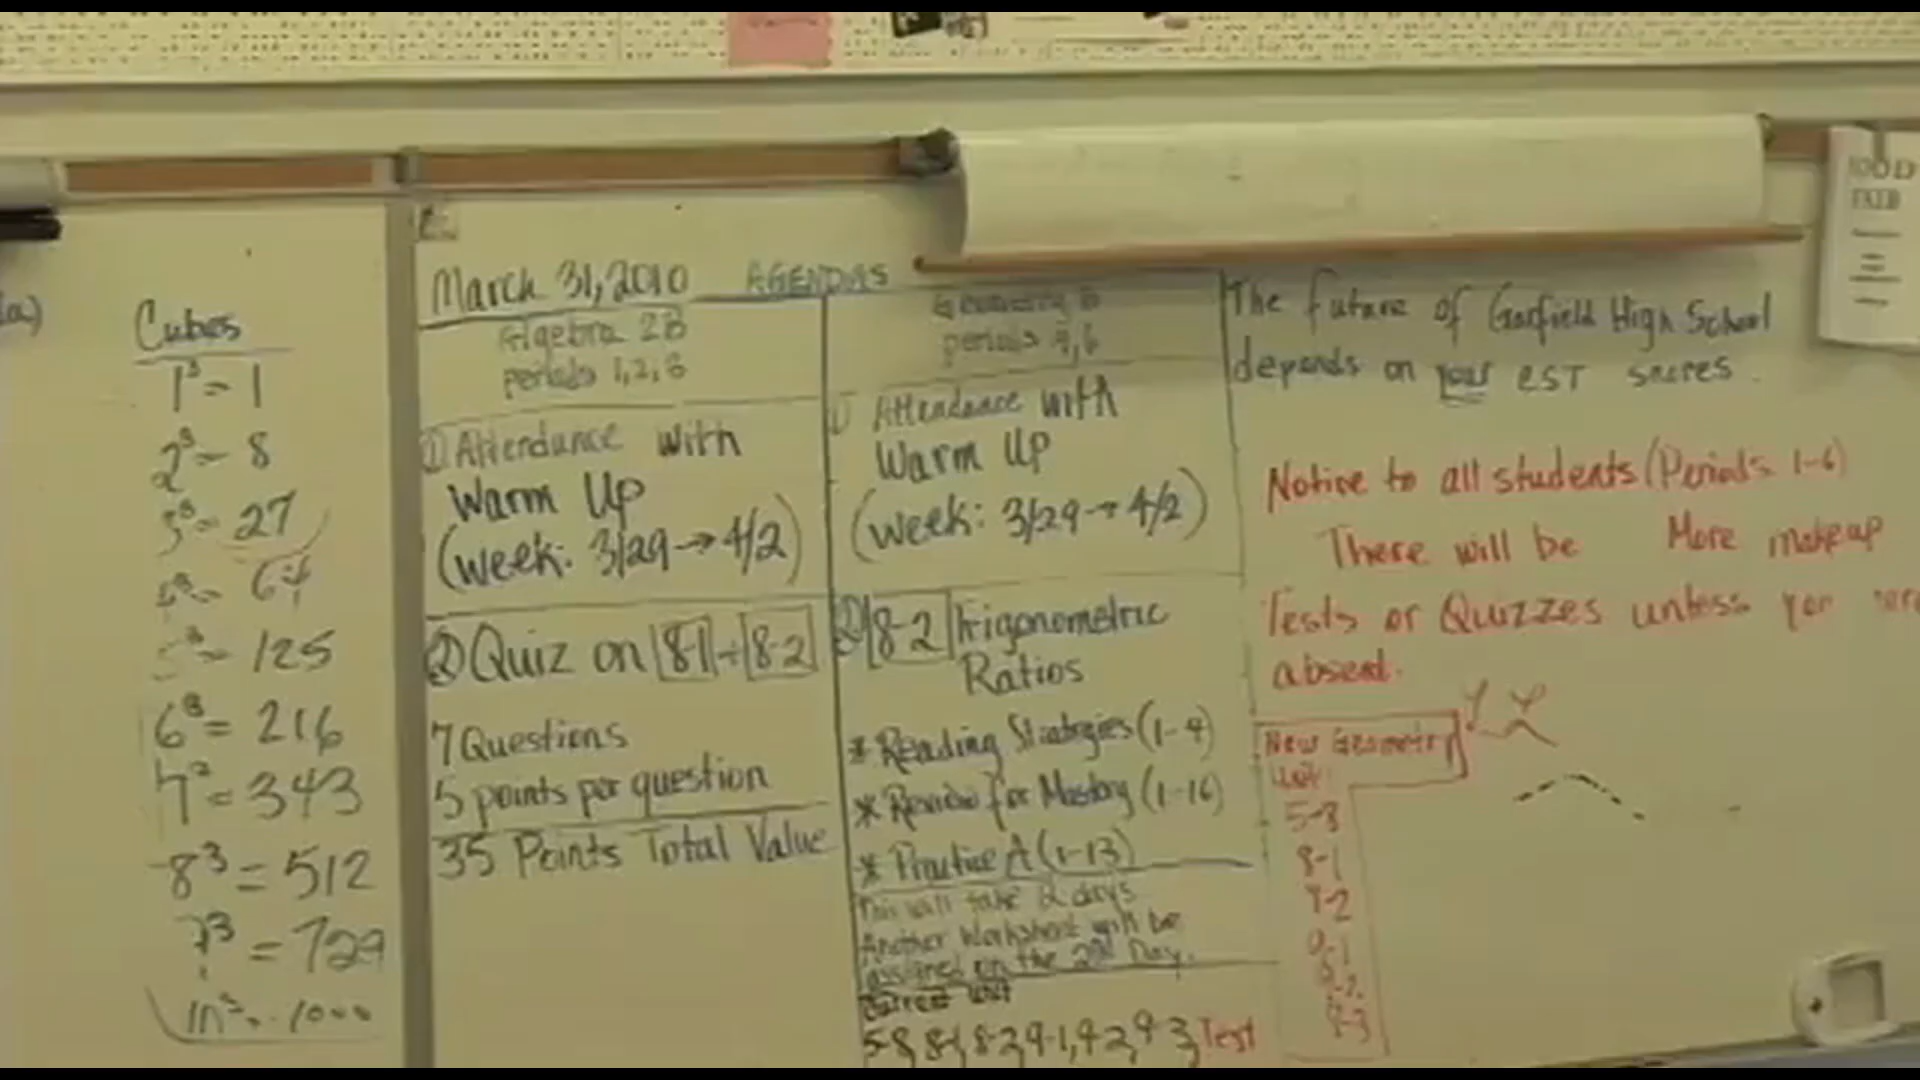 Cubes
1³ = 1
2³ = 8
3³ = 27
64
125
6³ = 216
7³ = 343
8³ = 512
³ = 729
10³ = 1000
March 31, 2010 AGENDAS
Algebra 2B
periods 1, 2,
① Attendance with
Warm Up
(week: 3/29 → 4/2)
② Quiz on 8-1 + 8-2
7 Questions
5 points per question
35 Points Total Value
Geometry B
periods 4, 6
① Attendance with
Warm Up
(week: 3/29 → 4/2)
② 8-2 Trigonometric
Ratios
* Reading Strategies (1-4)
* Review for Mastery (1-16)
* Practice A (1-13)
This will take 2 days
Another Worksheet will be
assigned on the 2nd Day.
Current Unit
5-8, 8-1, 8-2, 9-1, 9-2, 9-3, Test
The future of Garfield High School
depends on your CST scores
Notice to all students (Periods 1-6)
There will be More makeup
Tests or Quizzes unless you
absent.
New Geometry
Unit
8-1